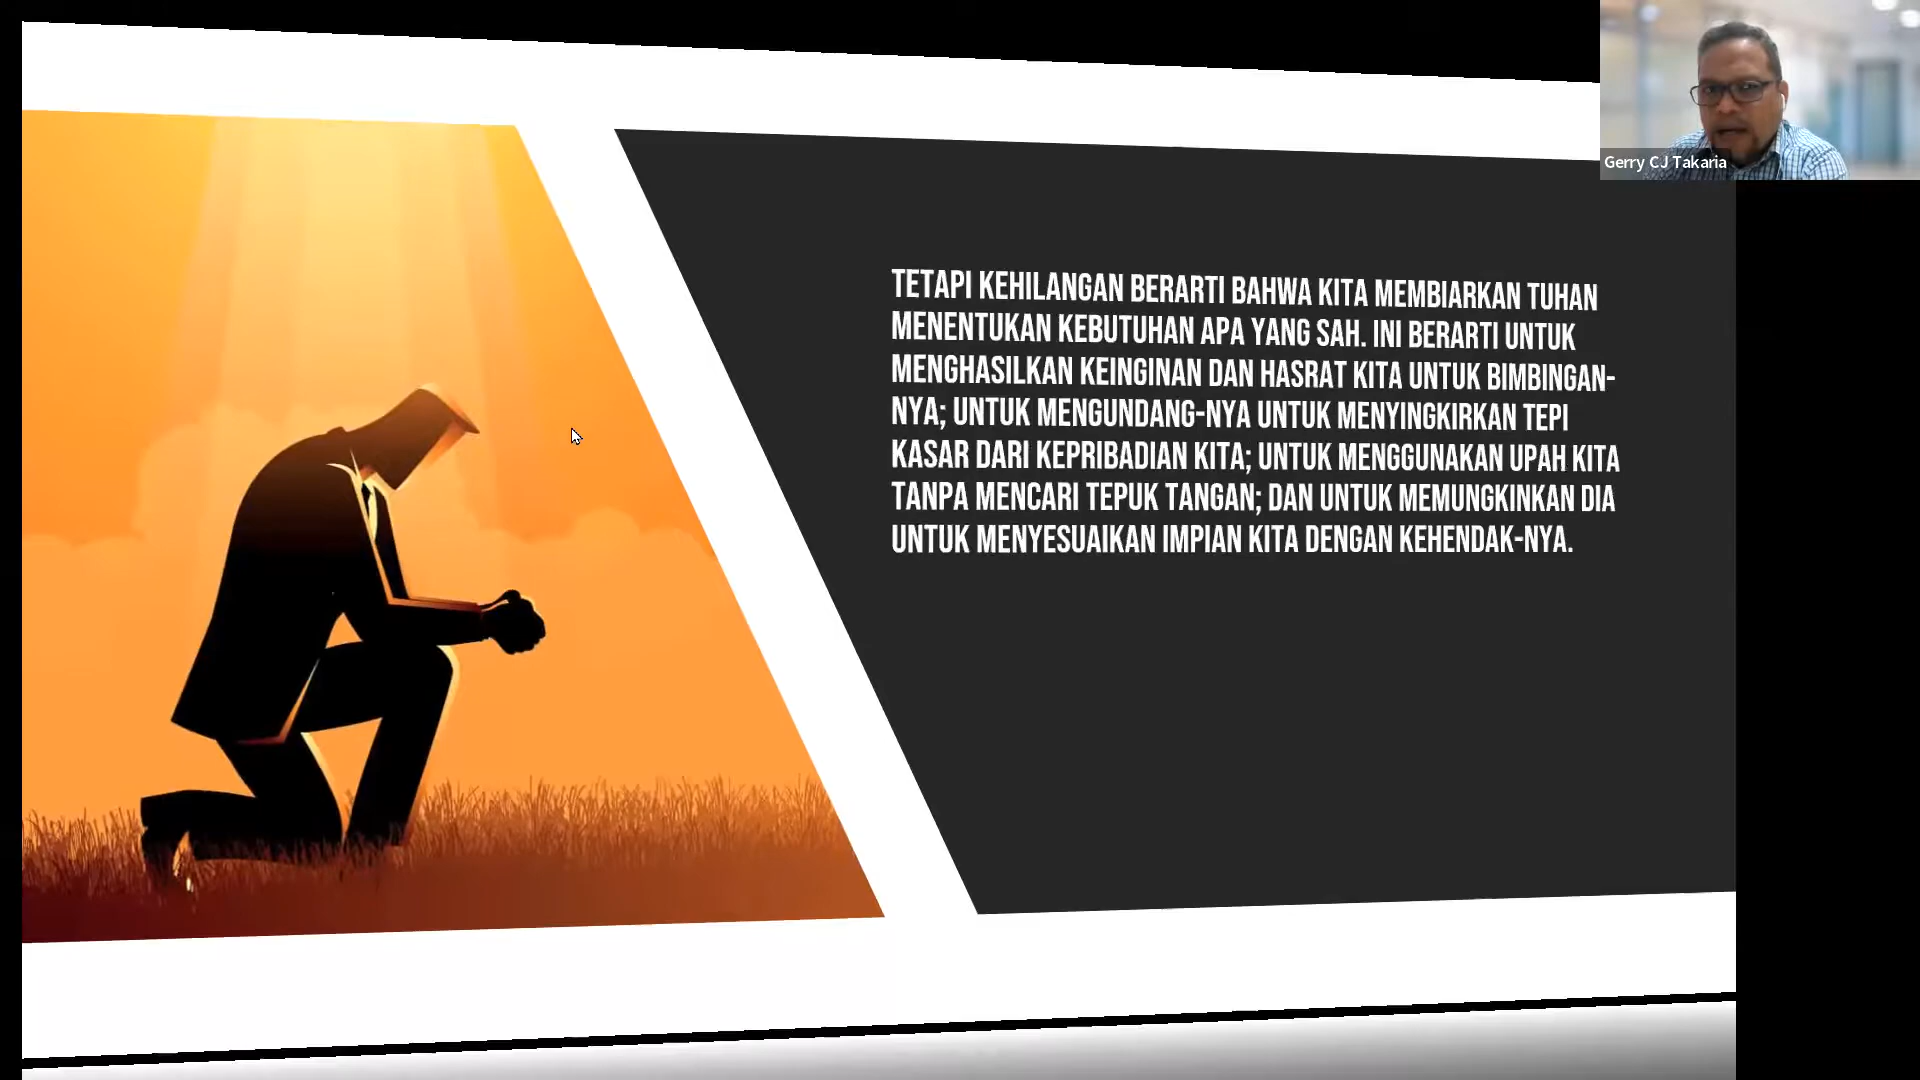 Gerry CJ Takaria
TETAPI KEHILANGAN BERARTI BAHWA KITA MEMBIARKAN TUHAN
MENENTUKAN KEBUTUHAN APA YANG SAH. INI BERARTI UNTUK
MENGHASILKAN KEINGINAN DAN HASRAT KITA UNTUK BIMBINGAN-
NYA; UNTUK MENGUNDANG-NYA UNTUK MENYINGKIRKAN TEPI
KASAR DARI KEPRIBADIAN KITA; UNTUK MENGGUNAKAN UPAH KITA
TANPA MENCARI TEPUK TANGAN; DAN UNTUK MEMUNGKINKAN DIA
UNTUK MENYESUAIKAN IMPIAN KITA DENGAN KEHENDAK-NYA.